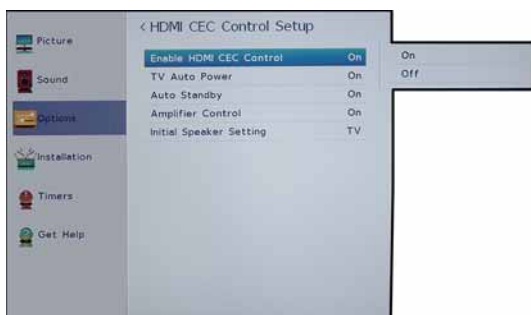 Picture
Sound
Options
Installation
Timers
Get Help
< HDMI CEC Control Setup
Enable HDMI CEC Control On
TV Auto Power On
Auto Standby On
Amplifier Control On
Initial Speaker Setting TV
On
Off